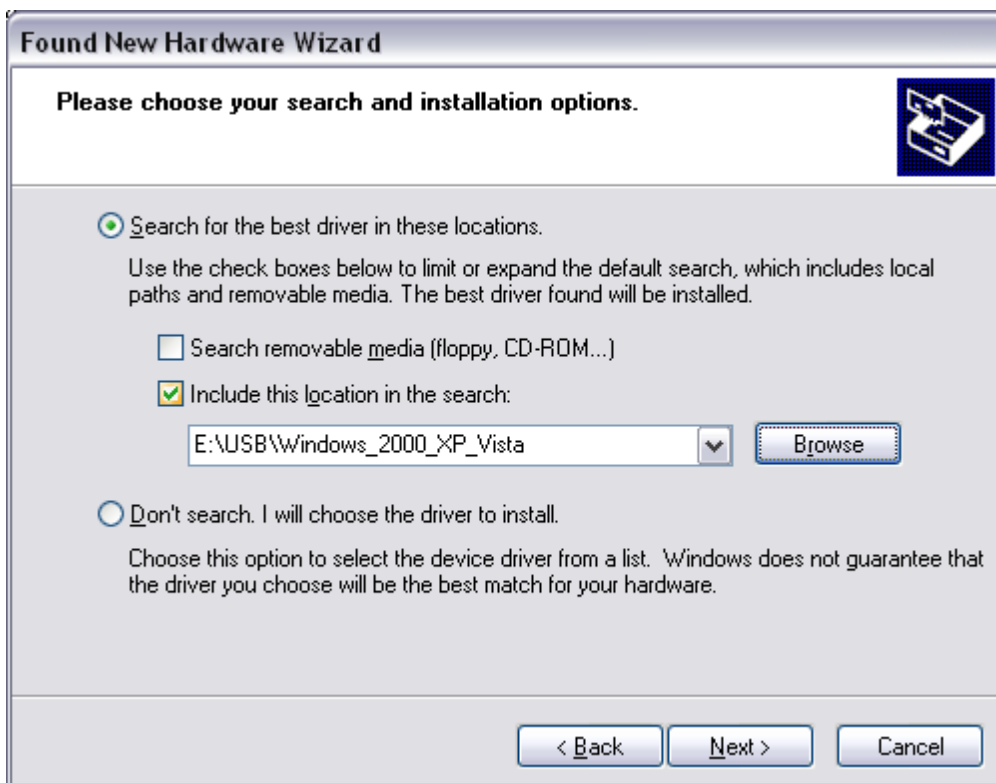 Found New Hardware Wizard
Please choose your search and installation options.
Search for the best driver in these locations.
Use the check boxes below to limit or expand the default search, which includes local
paths and removable media. The best driver found will be installed.
Search removable media (floppy, CD-ROM...)
Include this location in the search:
E:\USB\Windows_2000_XP_Vista
Browse
Don't search. I will choose the driver to install.
Choose this option to select the device driver from a list.  Windows does not guarantee that
the driver you choose will be the best match for your hardware.
< Back
Next >
Cancel